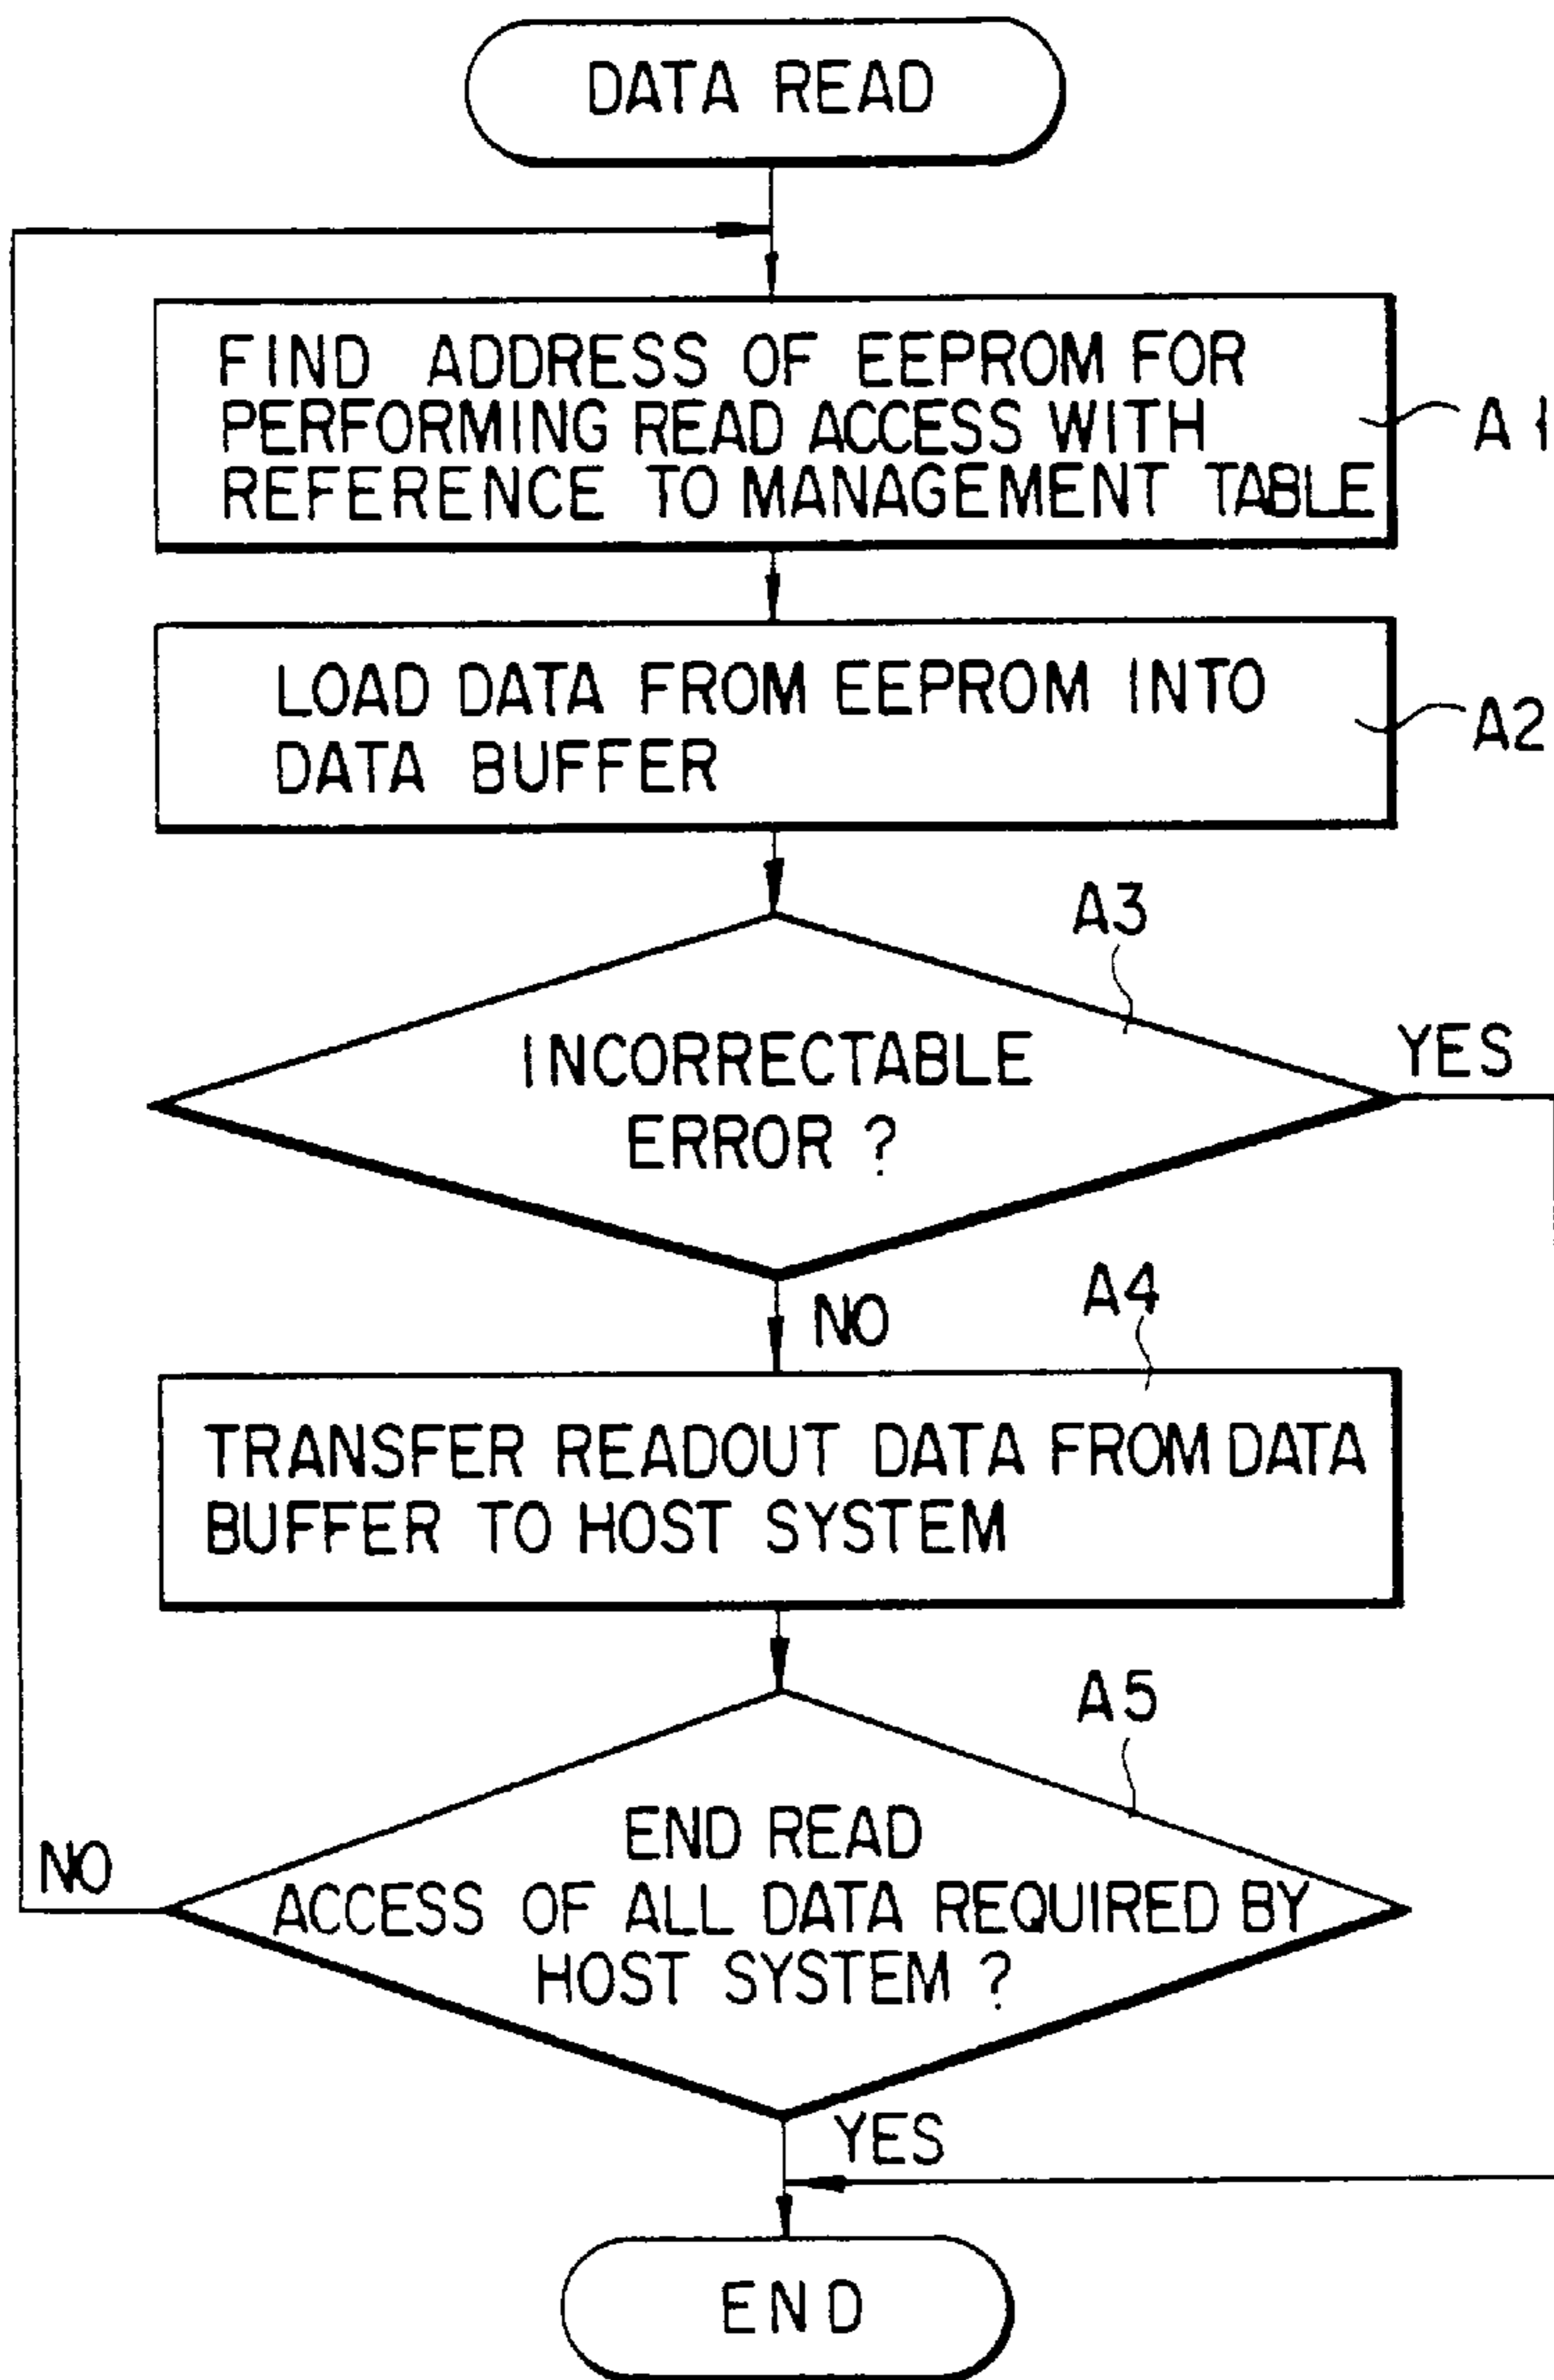 DATA READ
FIND ADDRESS OF EEPROM FOR
PERFORMING READ ACCESS WITH
REFERENCE TO MANAGEMENT TABLE
A1
LOAD DATA FROM EEPROM INTO
DATA BUFFER
A2
A3
INCORRECTABLE
ERROR ?
YES
NO
A4
TRANSFER READOUT DATA FROM DATA
BUFFER TO HOST SYSTEM
A5
END READ
ACCESS OF ALL DATA REQUIRED BY
HOST SYSTEM ?
NO
YES
END